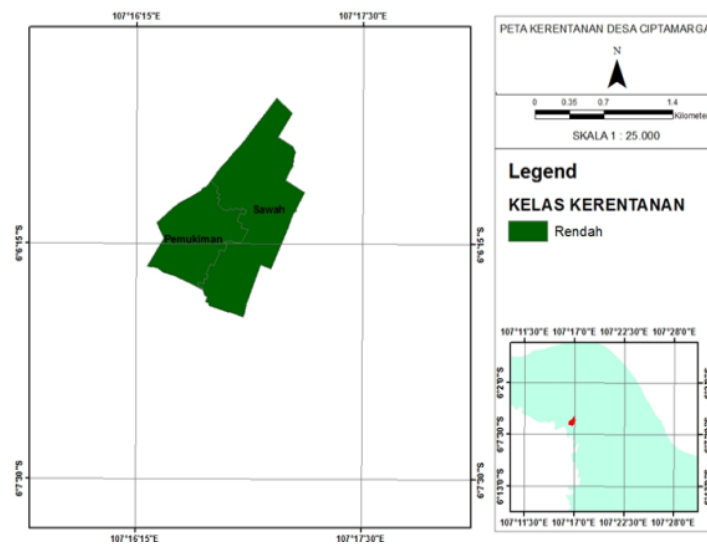 107°16'15"E 107°17'30"E
PETA KERENTANAN DESA CIPTAMARGA
N
0 0.35 0.7 1.4
Kilometer
SKALA 1 : 25.000
Legend
KELAS KERENTANAN
Rendah
Sawah
Pemukiman
6°6'15"S 6°6'15"S
6°7'30"S 6°7'30"S
107°16'15"E 107°17'30"E
107°11'30"E 107°17'0"E 107°22'30"E 107°28'0"E
6°2'0"S
6°7'30"S
6°13'0"S
107°11'30"E 107°17'0"E 107°22'30"E 107°28'0"E